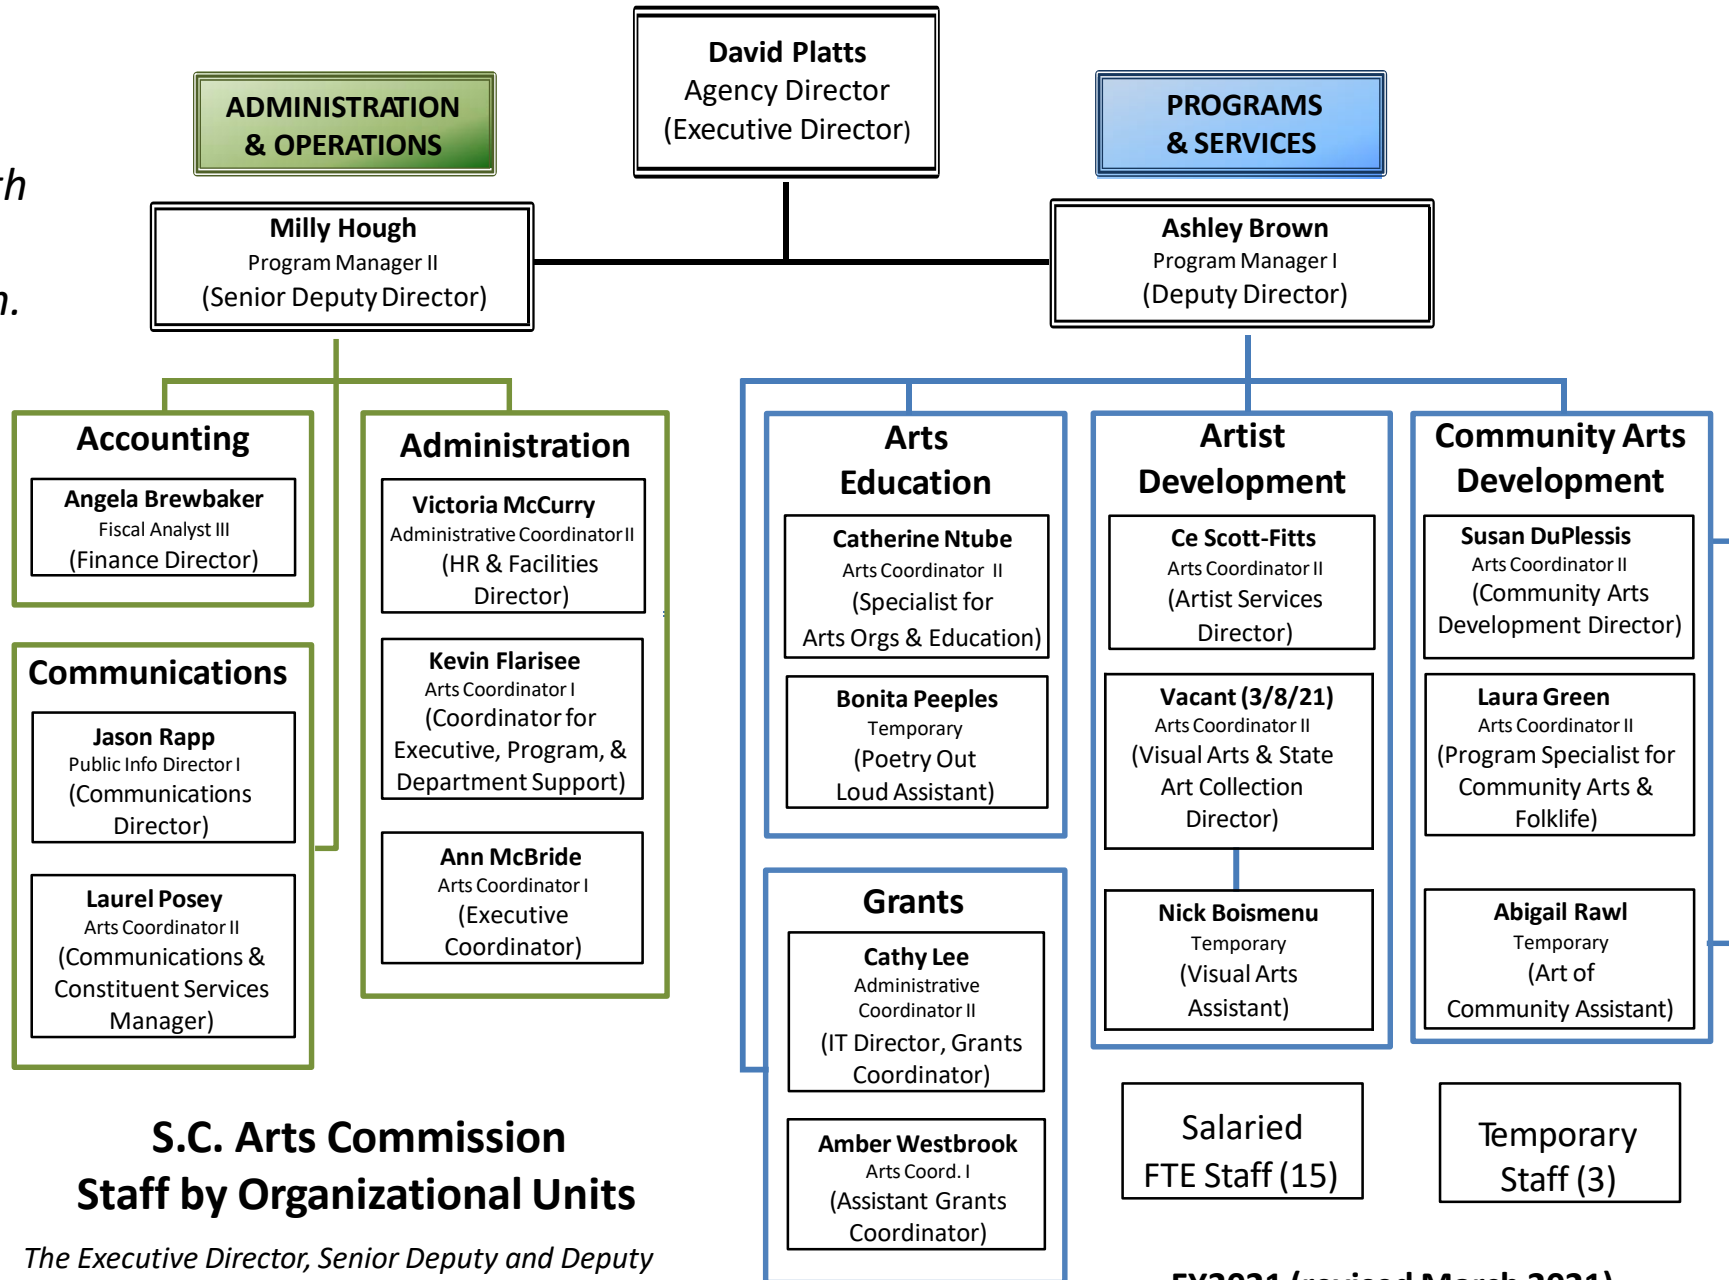 David Platts
Agency Director
(Executive Director)
ADMINISTRATION
& OPERATIONS
PROGRAMS
& SERVICES
Milly Hough
Program Manager II
(Senior Deputy Director)
Ashley Brown
Program Manager I
(Deputy Director)
Accounting
Angela Brewbaker
Fiscal Analyst III
(Finance Director)
Communications
Jason Rapp
Public Info Director I
(Communications
Director)
Laurel Posey
Arts Coordinator II
(Communications &
Constituent Services
Manager)
Administration
Victoria McCurry
Administrative Coordinator II
(HR & Facilities
Director)
Kevin Flarisee
Arts Coordinator I
(Coordinator for
Executive, Program, &
Department Support)
Ann McBride
Arts Coordinator I
(Executive
Coordinator)
Arts
Education
Catherine Ntube
Arts Coordinator II
(Specialist for
Arts Orgs & Education)
Bonita Peeples
Temporary
(Poetry Out
Loud Assistant)
Grants
Cathy Lee
Administrative
Coordinator II
(IT Director, Grants
Coordinator)
Amber Westbrook
Arts Coord. I
(Assistant Grants
Coordinator)
Artist
Development
Ce Scott-Fitts
Arts Coordinator II
(Artist Services
Director)
Vacant (3/8/21)
Arts Coordinator II
(Visual Arts & State
Art Collection
Director)
Nick Boismenu
Temporary
(Visual Arts
Assistant)
Community Arts
Development
Susan DuPlessis
Arts Coordinator II
(Community Arts
Development Director)
Laura Green
Arts Coordinator II
(Program Specialist for
Community Arts &
Folklife)
Abigail Rawl
Temporary
(Art of
Community Assistant)
Salaried
FTE Staff (15)
Temporary
Staff (3)
S.C. Arts Commission
Staff by Organizational Units
The Executive Director, Senior Deputy and Deputy
FY2021 (revised March 2021)